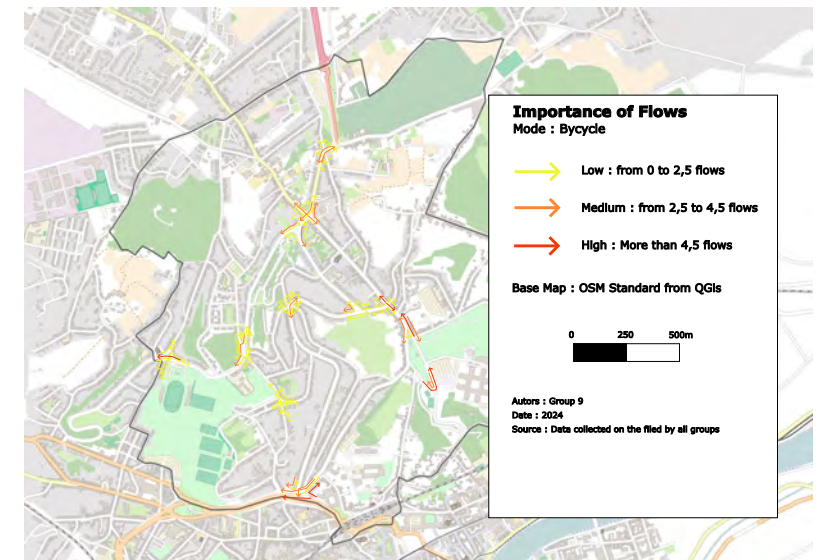 Importance of Flows
Mode : Bycycle
Low : from 0 to 2,5 flows
Medium : from 2,5 to 4,5 flows
High : More than 4,5 flows
Base Map : OSM Standard from QGIs
0 250 500m
Autors : Group 9
Date : 2024
Source : Data collected on the filed by all groups